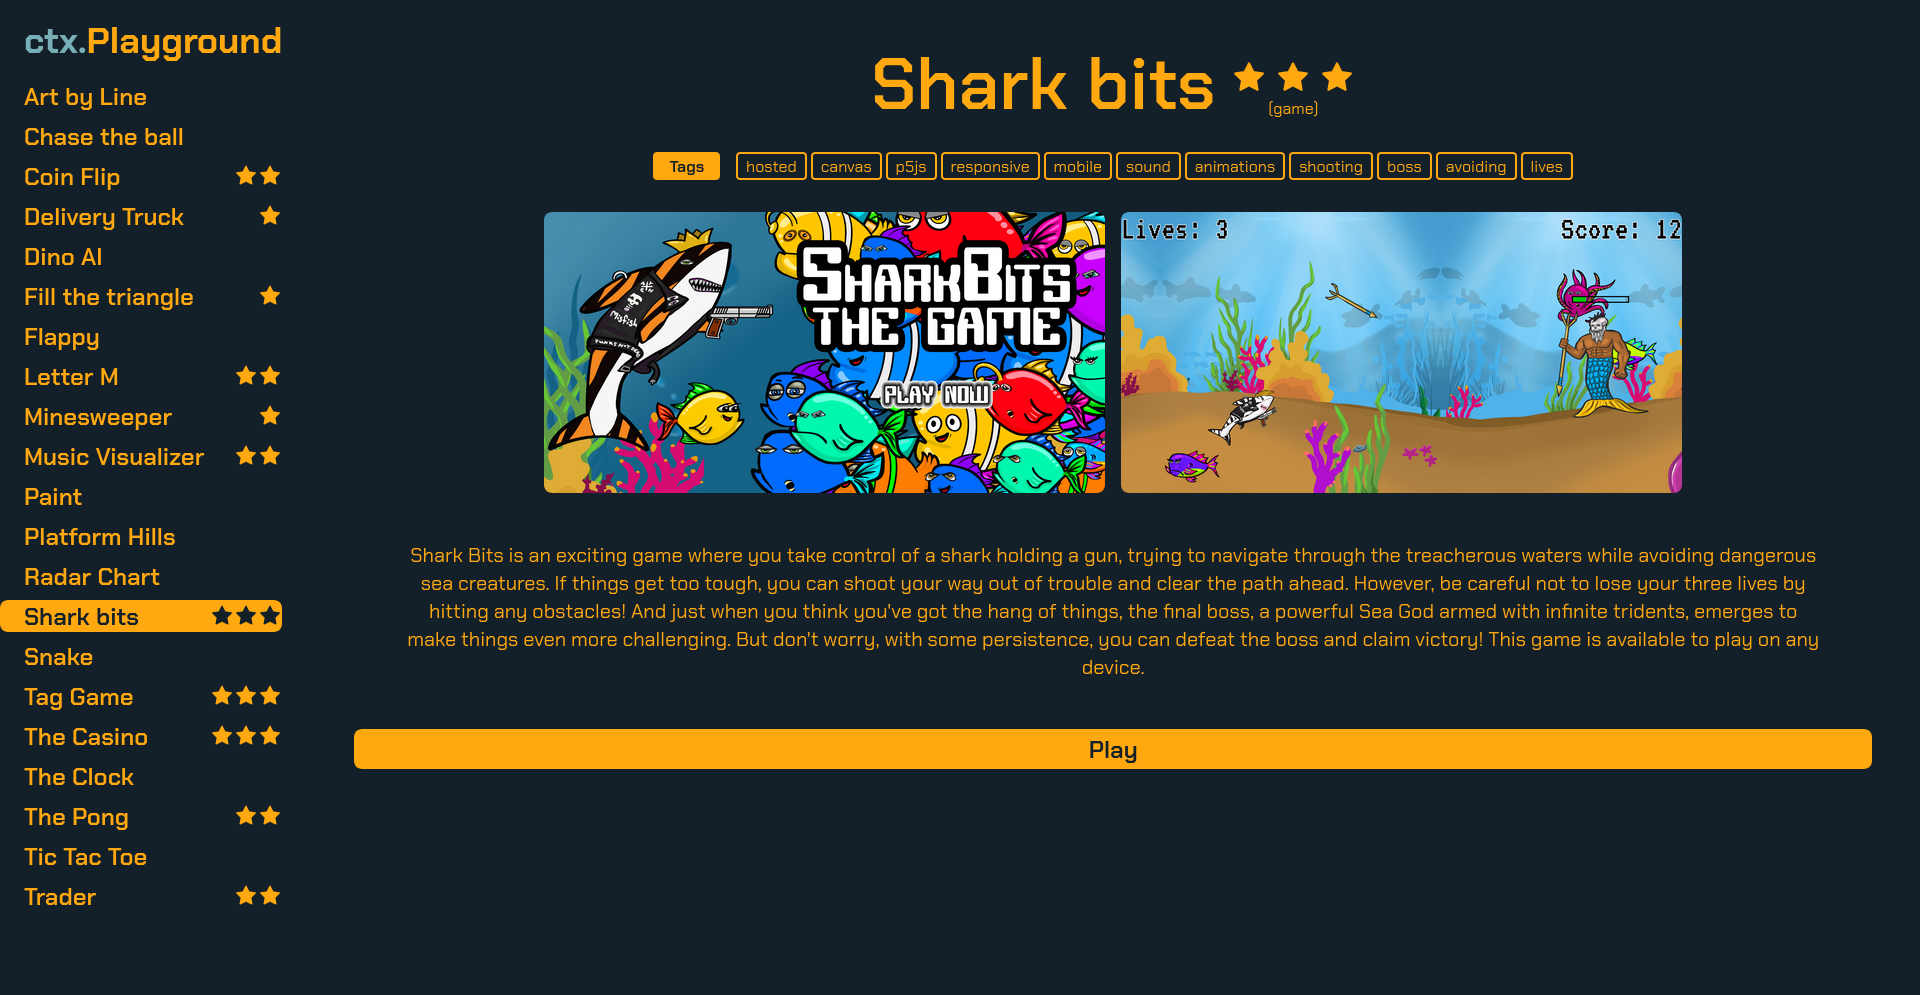 ctx.Playground
Art by Line
Chase the ball
Coin Flip
Delivery Truck
Dino AI
Fill the triangle
Flappy
Letter M
Minesweeper
Music Visualizer
Paint
Platform Hills
Radar Chart
Shark bits
Snake
Tag Game
The Casino
The Clock
The Pong
Tic Tac Toe
Trader
Shark bits
(game)
Tags hosted canvas p5js responsive mobile sound animations shooting boss avoiding lives
SHARKBITS
THE GAME
PLAY NOW
Misfish
Lives: 3 Score: 12
Shark Bits is an exciting game where you take control of a shark holding a gun, trying to navigate through the treacherous waters while avoiding dangerous
sea creatures. If things get too tough, you can shoot your way out of trouble and clear the path ahead. However, be careful not to lose your three lives by
hitting any obstacles! And just when you think you've got the hang of things, the final boss, a powerful Sea God armed with infinite tridents, emerges to
make things even more challenging. But don't worry, with some persistence, you can defeat the boss and claim victory! This game is available to play on any
device.
Play